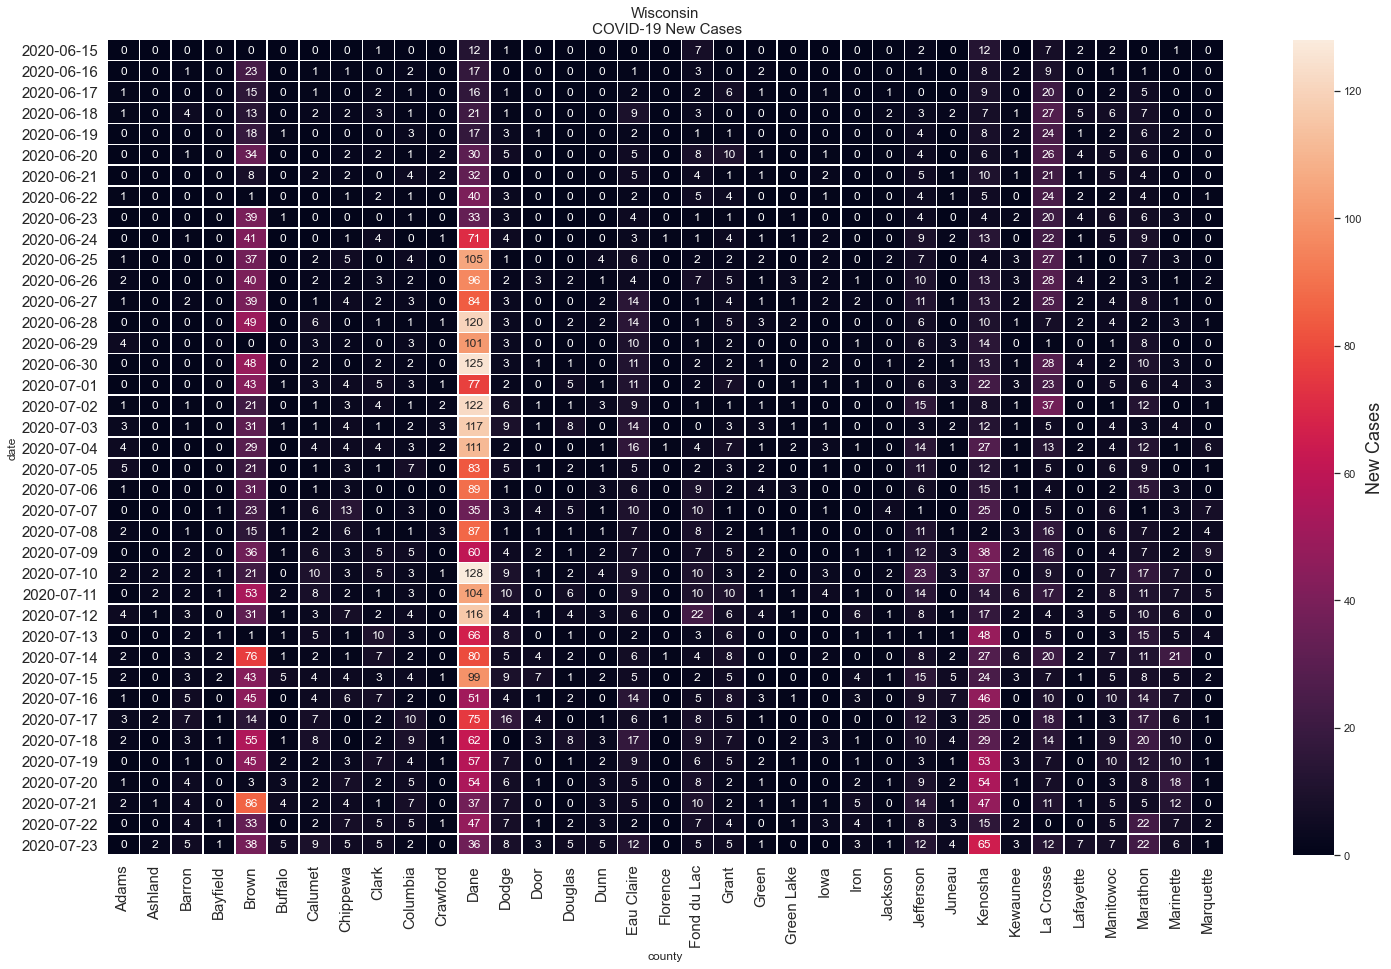 Wisconsin
COVID-19 New Cases
2020-06-15 0 0 0 0 0 0 0 0 1 0 0 12 1 0 0 0 0 0 7 0 0 0 0 0 0 2 0 12 0 7 2 2 0 1 0
2020-06-16 0 0 1 0 23 0 1 1 0 2 0 17 0 0 0 0 1 0 3 0 2 0 0 0 0 1 0 8 2 9 0 1 1 0 0
2020-06-17 1 0 0 0 15 0 1 0 2 1 0 16 1 0 0 0 2 0 2 6 1 0 1 0 1 0 0 9 0 20 0 2 5 0 0
2020-06-18 1 0 4 0 13 0 2 2 3 1 0 21 1 0 0 0 9 0 3 0 0 0 0 0 2 3 2 7 1 27 5 6 7 0 0
2020-06-19 0 0 0 0 18 1 0 0 0 3 0 17 3 1 0 0 2 0 1 1 0 0 0 0 0 4 0 8 2 24 1 2 6 2 0
2020-06-20 0 0 1 0 34 0 0 2 2 1 2 30 5 0 0 0 5 0 8 10 1 0 1 0 0 4 0 6 1 26 4 5 6 0 0
2020-06-21 0 0 0 0 8 0 2 2 0 4 2 32 0 0 0 0 5 0 4 1 1 0 2 0 0 5 1 10 1 21 1 5 4 0 0
2020-06-22 1 0 0 0 1 0 0 1 2 1 0 40 3 0 0 0 2 0 5 4 0 0 1 0 0 4 1 5 0 24 2 2 4 0 1
2020-06-23 0 0 0 0 39 1 0 0 0 1 0 33 3 0 0 0 4 0 1 1 0 1 0 0 0 4 0 4 2 20 4 6 6 3 0
2020-06-24 0 0 1 0 41 0 0 1 4 0 1 71 4 0 0 0 3 1 1 4 1 1 2 0 0 9 2 13 0 22 1 5 9 0 0
2020-06-25 1 0 0 0 37 0 2 5 0 4 0 105 1 0 0 4 6 0 2 2 2 0 2 0 2 7 0 4 3 27 1 0 7 3 0
2020-06-26 2 0 0 0 40 0 2 2 3 2 0 96 2 3 2 1 4 0 7 5 1 3 2 1 0 10 0 13 3 28 4 2 3 1 2
2020-06-27 1 0 2 0 39 0 1 4 2 3 0 84 3 0 0 2 14 0 1 4 1 1 2 2 0 11 1 13 2 25 2 4 8 1 0
2020-06-28 0 0 0 0 49 0 6 0 1 1 1 120 3 0 2 2 14 0 1 5 3 2 0 0 0 6 0 10 1 7 2 4 2 3 1
2020-06-29 4 0 0 0 0 0 3 2 0 3 0 101 3 0 0 0 10 0 1 2 0 0 0 1 0 6 3 14 0 1 0 1 8 0 0
2020-06-30 0 0 0 0 48 0 2 0 2 2 0 125 3 1 1 0 11 0 2 2 1 0 2 0 1 2 1 13 1 28 4 2 10 0 0
2020-07-01 0 0 0 0 43 1 3 4 5 3 1 77 2 0 5 1 11 0 2 7 0 1 1 1 0 6 3 22 3 23 0 5 6 4 3
2020-07-02 1 0 1 0 21 0 1 3 4 1 2 122 6 1 1 3 9 0 1 1 1 1 0 0 0 15 1 8 2 37 0 1 12 0 1
2020-07-03 3 0 1 0 31 1 1 4 1 2 3 117 9 1 8 0 14 0 0 3 3 1 1 0 0 3 2 12 1 5 0 4 3 4 0
2020-07-04 4 0 0 0 29 0 4 4 4 3 2 111 2 0 0 1 16 1 4 7 1 2 3 1 0 14 1 27 2 13 2 4 12 1 6
2020-07-05 5 0 0 0 21 0 1 3 1 7 0 83 5 1 2 1 5 0 2 3 2 0 1 0 0 11 0 12 1 5 0 6 9 0 1
2020-07-06 1 0 0 0 31 0 1 3 0 0 0 89 1 0 0 3 6 0 9 2 4 3 0 0 0 6 0 15 1 4 0 2 15 3 0
2020-07-07 0 0 0 1 23 1 6 13 0 3 0 35 3 4 5 1 10 0 10 1 0 0 1 0 4 1 0 25 0 5 0 6 1 3 7
2020-07-08 2 0 1 0 15 1 2 6 1 1 3 87 1 1 1 1 7 0 8 2 1 1 0 0 0 11 1 2 3 16 0 6 7 2 4
2020-07-09 0 0 2 0 36 1 6 3 5 5 0 60 4 2 1 2 7 0 7 5 2 0 0 1 1 12 3 38 2 16 0 4 7 2 9
2020-07-10 2 2 2 1 21 0 10 3 5 3 1 128 9 1 2 4 9 0 10 3 2 0 3 0 2 23 3 37 0 9 0 7 17 7 0
2020-07-11 0 2 2 1 53 2 8 2 1 3 0 104 10 0 6 0 9 0 10 10 1 1 4 1 0 14 0 14 6 17 2 8 11 7 5
2020-07-12 4 1 3 0 31 1 3 7 2 4 0 116 4 1 4 3 6 0 22 6 4 1 0 6 1 8 1 17 2 4 3 5 10 6 0
2020-07-13 0 0 2 1 1 1 5 1 10 3 0 66 8 0 1 0 2 0 3 6 0 0 0 1 1 1 1 48 0 5 0 3 15 5 4
2020-07-14 2 0 3 2 76 1 2 1 7 2 0 80 5 4 2 0 6 1 4 8 0 0 2 0 0 8 2 27 6 20 2 7 11 21 0
2020-07-15 2 0 3 2 43 5 4 4 3 4 1 99 9 7 1 2 5 0 2 5 0 0 0 4 1 15 5 24 3 7 1 5 8 5 2
2020-07-16 1 0 5 0 45 0 4 6 7 2 0 51 4 1 2 0 14 0 5 8 3 1 0 3 0 9 7 46 0 10 0 10 14 7 0
2020-07-17 3 2 7 1 14 0 7 0 2 10 0 75 16 4 0 1 6 1 8 5 1 0 0 0 0 12 3 25 0 18 1 3 17 6 1
2020-07-18 2 0 3 1 55 1 8 0 2 9 1 62 0 3 8 3 17 0 9 7 0 2 3 1 0 10 4 29 2 14 1 9 20 10 0
2020-07-19 0 0 1 0 45 2 2 3 7 4 1 57 7 0 1 2 9 0 6 5 2 1 0 1 0 3 1 53 3 7 0 10 12 10 1
2020-07-20 1 0 4 0 3 3 2 7 2 5 0 54 6 1 0 3 5 0 8 2 1 0 0 2 0 9 2 54 1 7 0 3 8 18 1
2020-07-21 2 1 4 0 86 4 2 4 1 7 0 37 7 0 0 3 5 0 10 2 1 1 1 5 0 14 1 47 0 11 1 5 5 12 0
2020-07-22 0 0 4 1 33 0 2 7 5 5 1 47 7 1 2 3 2 0 7 4 0 1 3 4 1 8 3 15 2 0 0 5 22 7 2
2020-07-23 0 2 5 1 38 5 9 5 5 2 0 36 8 3 5 5 12 0 5 5 1 0 0 3 1 12 4 65 3 12 7 7 22 6 1
date
Adams
Ashland
Barron
Bayfield
Brown
Buffalo
Calumet
Chippewa
Clark
Columbia
Crawford
Dane
Dodge
Door
Douglas
Dunn
Eau Claire
Florence
Fond du Lac
Grant
Green
Green Lake
Iowa
Iron
Jackson
Jefferson
Juneau
Kenosha
Kewaunee
La Crosse
Lafayette
Manitowoc
Marathon
Marinette
Marquette
county
120
100
80
60
40
20
0
New Cases